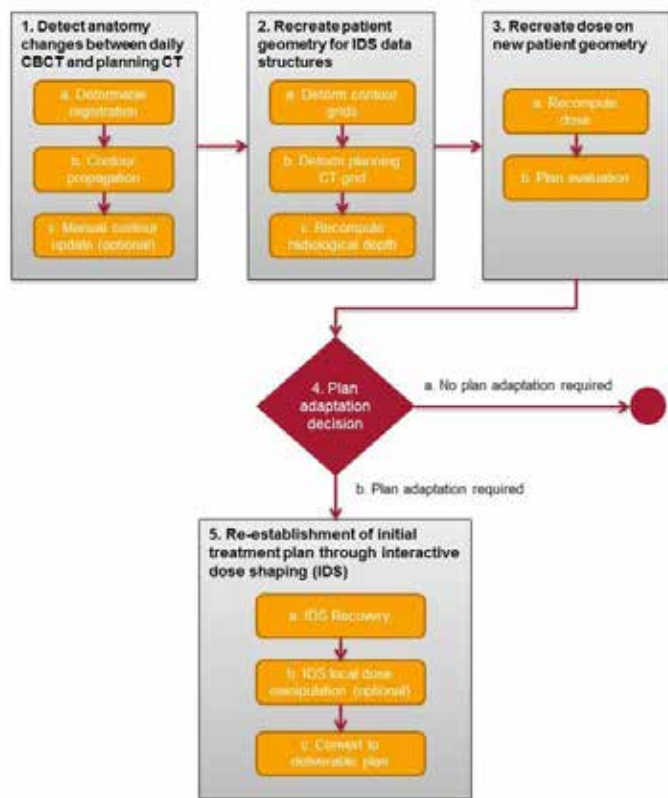 1. Detect anatomy
changes between daily
CBCT and planning CT
a. Deformable
registration
b. Contour
propagation
c. Manual contour
update (optional)
2. Recreate patient
geometry for IDS data
structures
a. Deform contour
grids
b. Deform planning
CT grid
c. Recompute
radiological depth
3. Recreate dose on
new patient geometry
a. Recompute
dose
b. Plan evaluation
4. Plan
adaptation
decision
a. No plan adaptation required
b. Plan adaptation required
5. Re-establishment of initial
treatment plan through interactive
dose shaping (IDS)
a. IDS Recovery
b. IDS local dose
manipulation (optional)
c. Convert to
deliverable plan